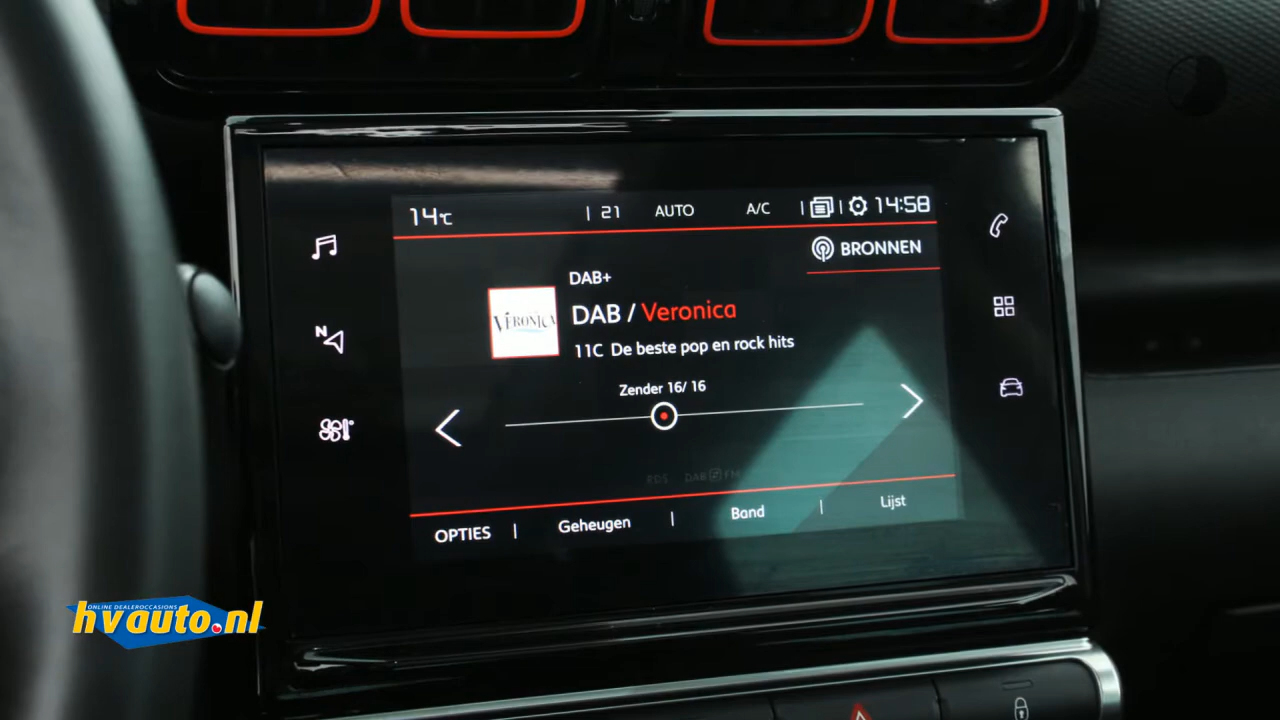 14°C | 21 AUTO A/C | | 14:58
BRONNEN
DAB+
VERONICA
DAB / Veronica
11C De beste pop en rock hits
Zender 16/ 16
N
RDS DAB FM
OPTIES | Geheugen | Band | Lijst
ONLINE DEALEROCCASIONS
hvauto.nl